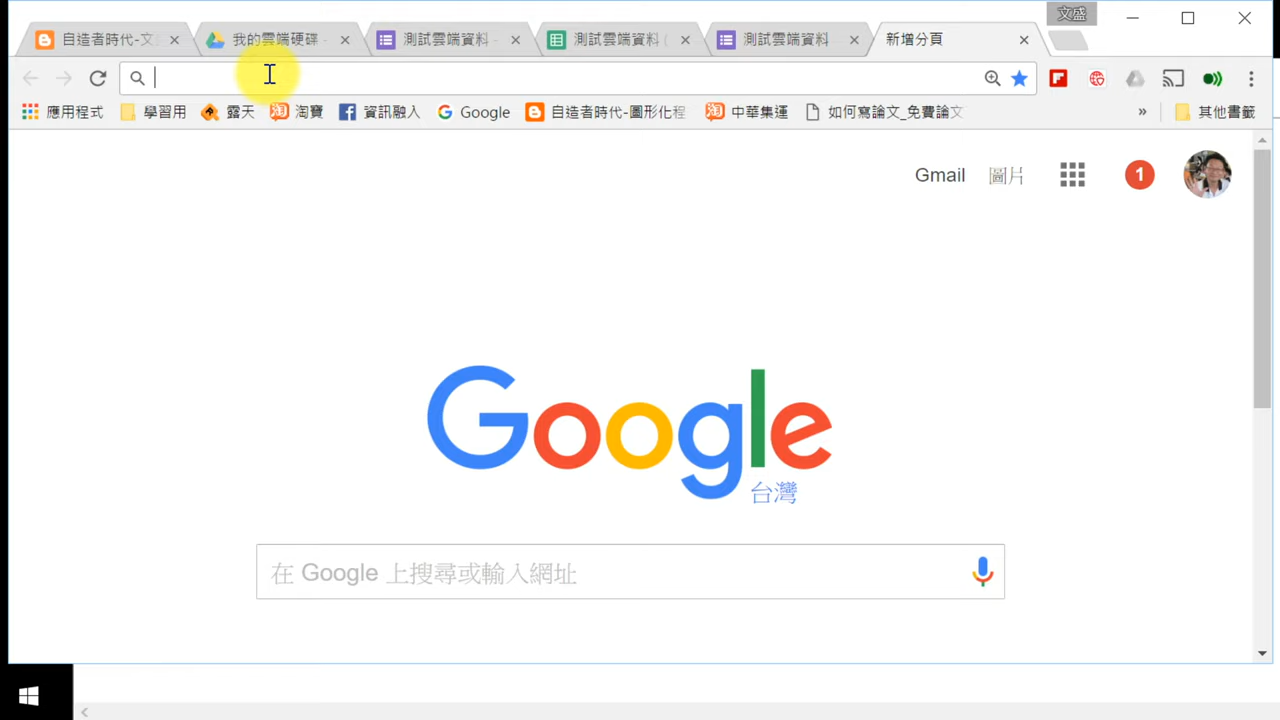 文盛
自造者時代-文
我的雲端硬碟 -
測試雲端資料 -
測試雲端資料 (
測試雲端資料
新增分頁
應用程式
學習用
露天
淘 淘寶
資訊融入
Google
自造者時代-圖形化程
淘 中華集運
如何寫論文_免費論文
»
其他書籤
Gmail
圖片
1
Google
台灣
在 Google 上搜尋或輸入網址